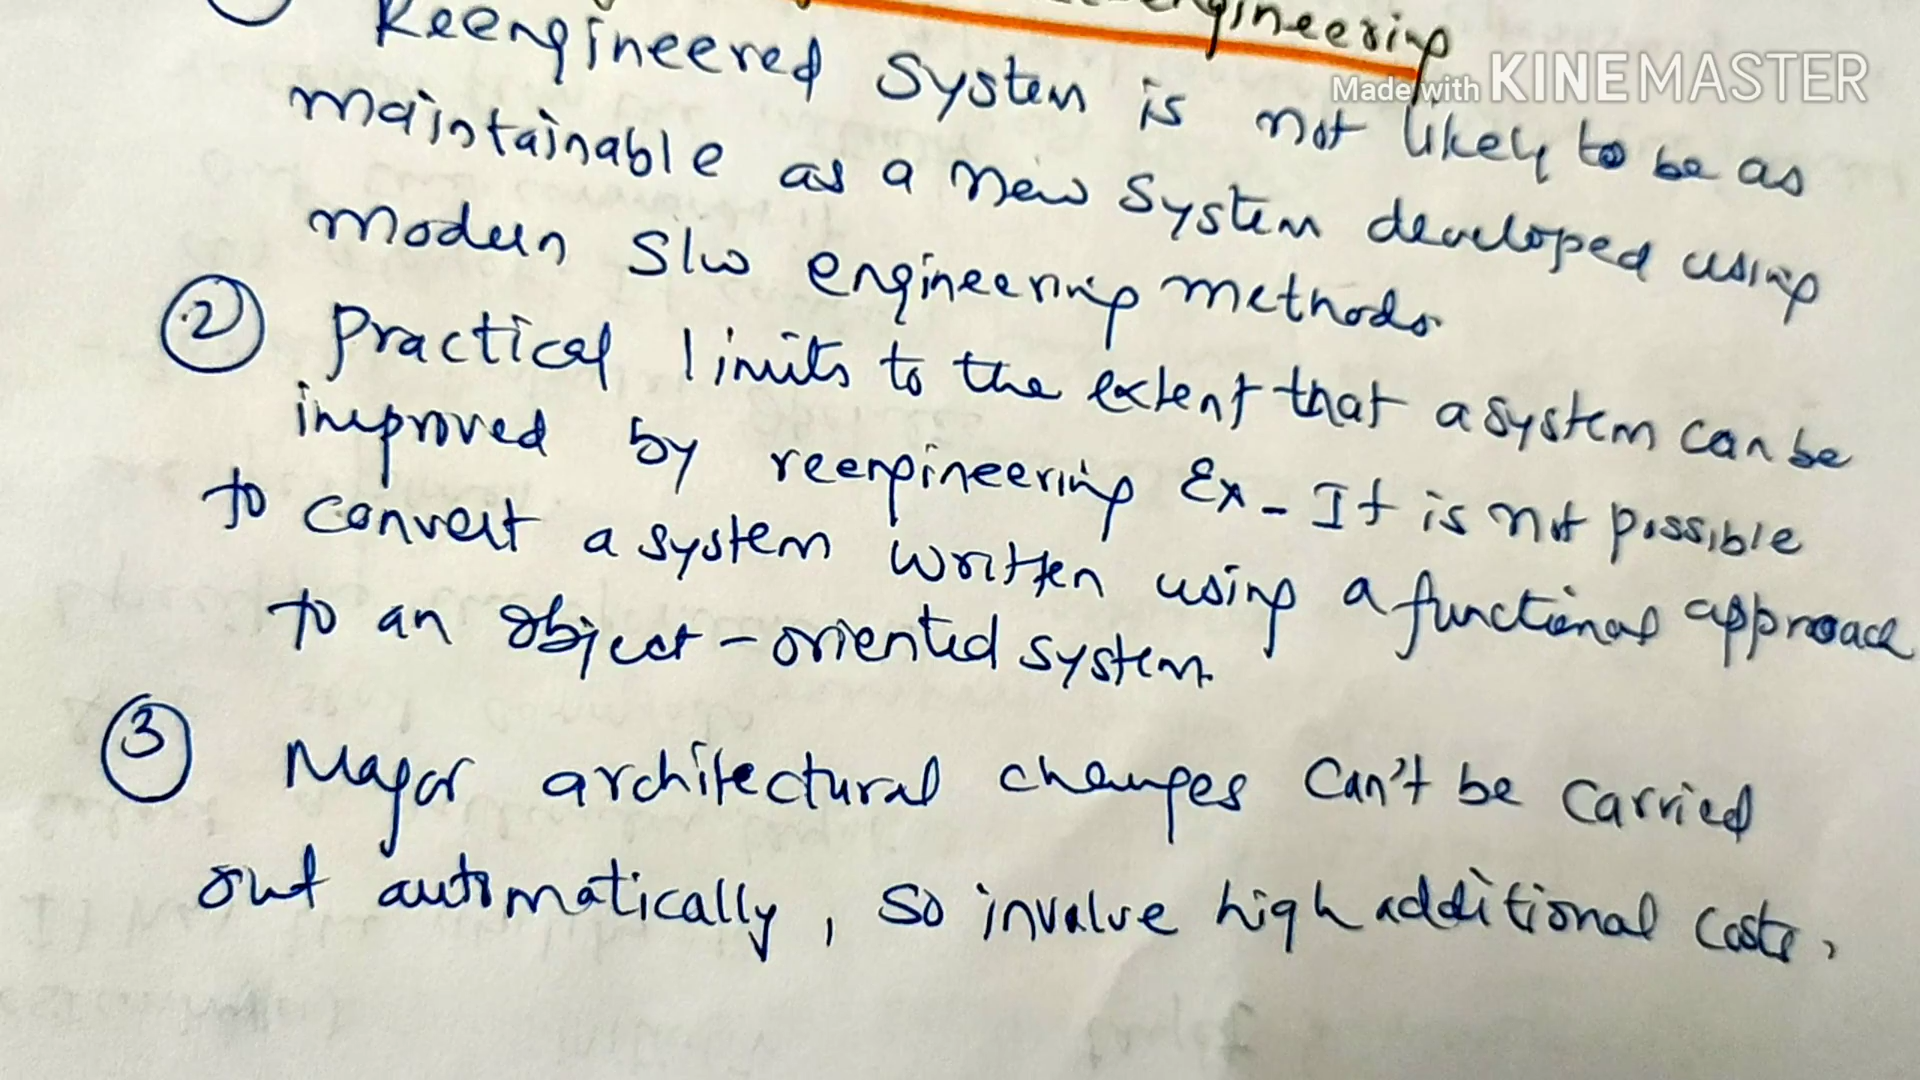 engineering
Made with KINEMASTER
Reengineered system is not likely to be as
maintainable as a new system developed using
modern S/w engineering methods.
② Practical limits to the extent that a system can be
improved by reengineering Ex - It is not possible
to convert a system written using a functional approach
to an object-oriented system.
③ Major architectural changes can't be carried
out automatically, so involve high additional costs,